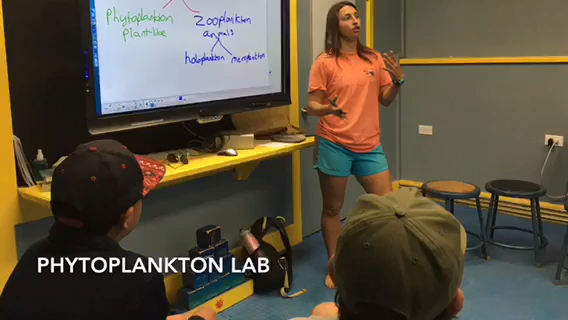 Phytoplankton Zooplankton
Plant-like animals
holoplankton meroplankton
PHYTOPLANKTON LAB